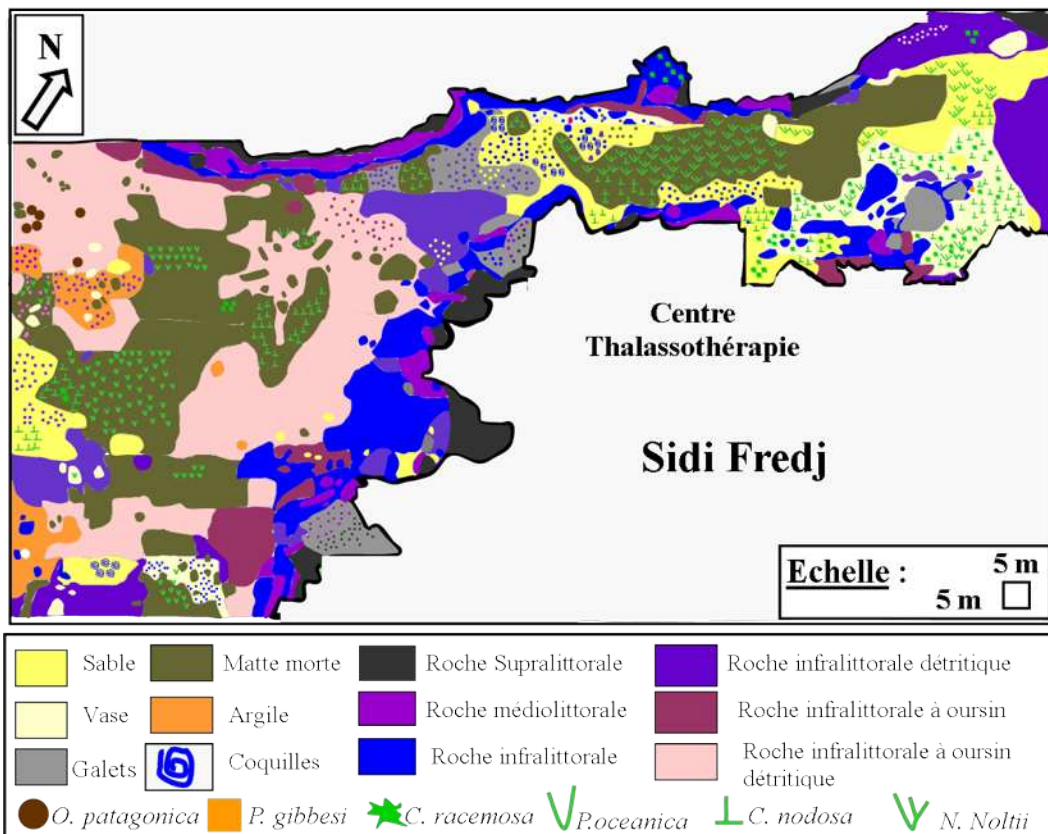 N
Centre
Thalassothérapie
Sidi Fredj
Echelle :
5 m
5 m
Sable
Matte morte
Roche Supralittorale
Roche infralittorale détritique
Vase
Argile
Roche médiolittorale
Roche infralittorale à oursin
Galets
Coquilles
Roche infralittorale
Roche infralittorale à oursin
détritique
O. patagonica
P. gibbesi
C. racemosa
P.oceanica
C. nodosa
N. Noltii